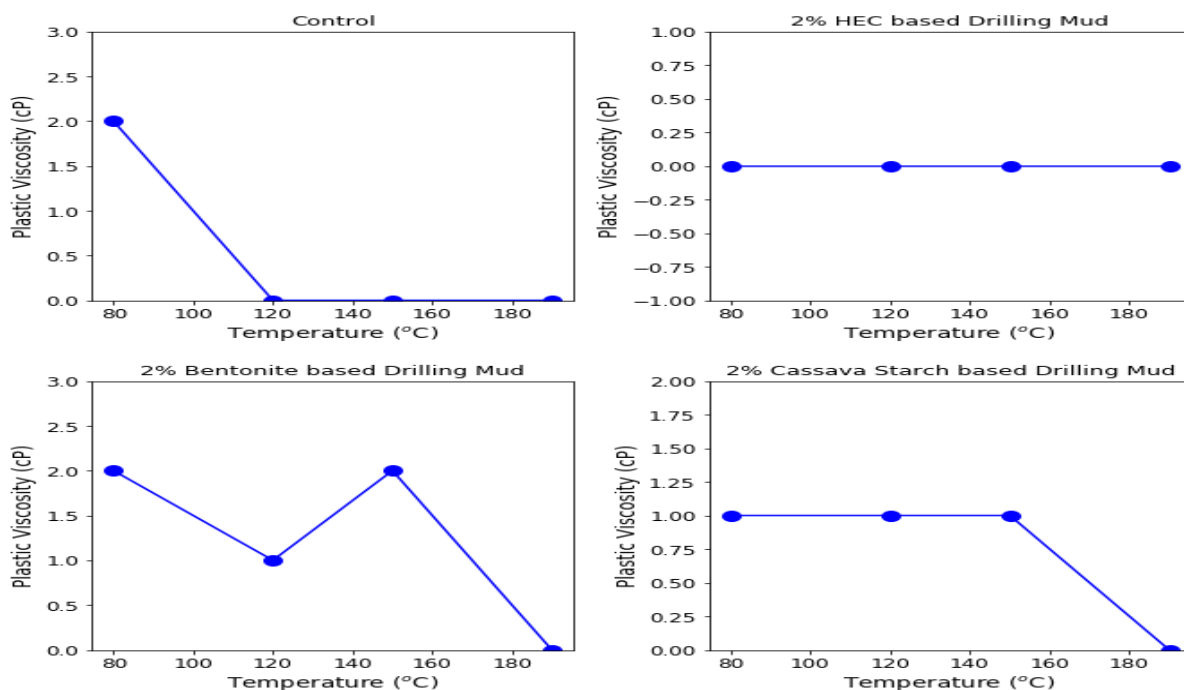 Control
3.0
2.5
2.0
1.5
1.0
0.5
0.0
Plastic Viscosity (cP)
80 100 120 140 160 180
Temperature (°C)
2% HEC based Drilling Mud
1.00
0.75
0.50
0.25
0.00
−0.25
−0.50
−0.75
−1.00
Plastic Viscosity (cP)
80 100 120 140 160 180
Temperature (°C)
2% Bentonite based Drilling Mud
3.0
2.5
2.0
1.5
1.0
0.5
0.0
Plastic Viscosity (cP)
80 100 120 140 160 180
Temperature (°C)
2% Cassava Starch based Drilling Mud
2.00
1.75
1.50
1.25
1.00
0.75
0.50
0.25
0.00
Plastic Viscosity (cP)
80 100 120 140 160 180
Temperature (°C)